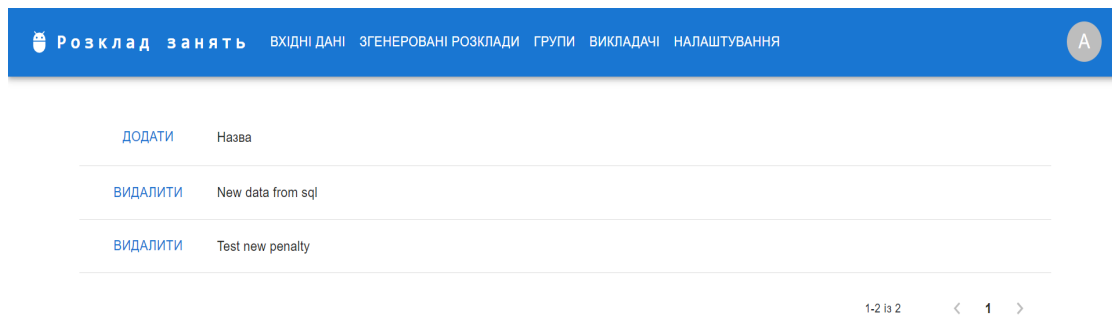 Розклад занять ВХІДНІ ДАНІ ЗГЕНЕРОВАНІ РОЗКЛАДИ ГРУПИ ВИКЛАДАЧІ НАЛАШТУВАННЯ A
ДОДАТИ Назва
ВИДАЛИТИ New data from sql
ВИДАЛИТИ Test new penalty
1-2 із 2 1